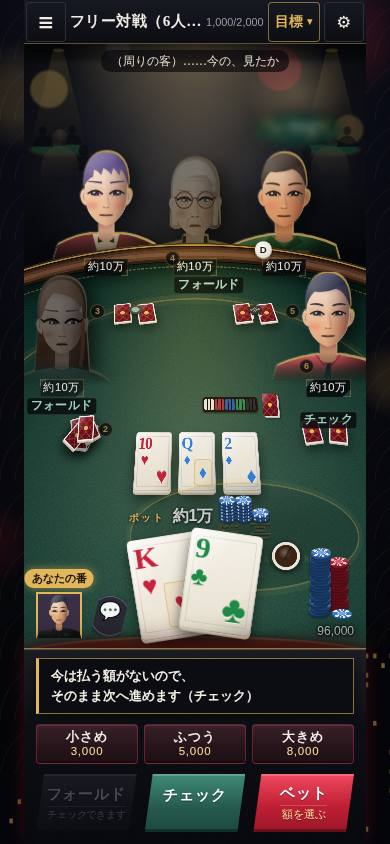 フリー対戦（6人… 1,000/2,000 目標 ▾
（周りの客）……今の、見たか
D
約10万
4
約10万
約10万
フォールド
3
5
6
約10万
約10万
フォールド
チェック
2
10
Q
2
ポット 約1万
K
9
あなたの番
96,000
今は払う額がないので、
そのまま次へ進めます（チェック）
小さめ
3,000
ふつう
5,000
大きめ
8,000
フォールド
チェックできます
チェック
ベット
額を選ぶ